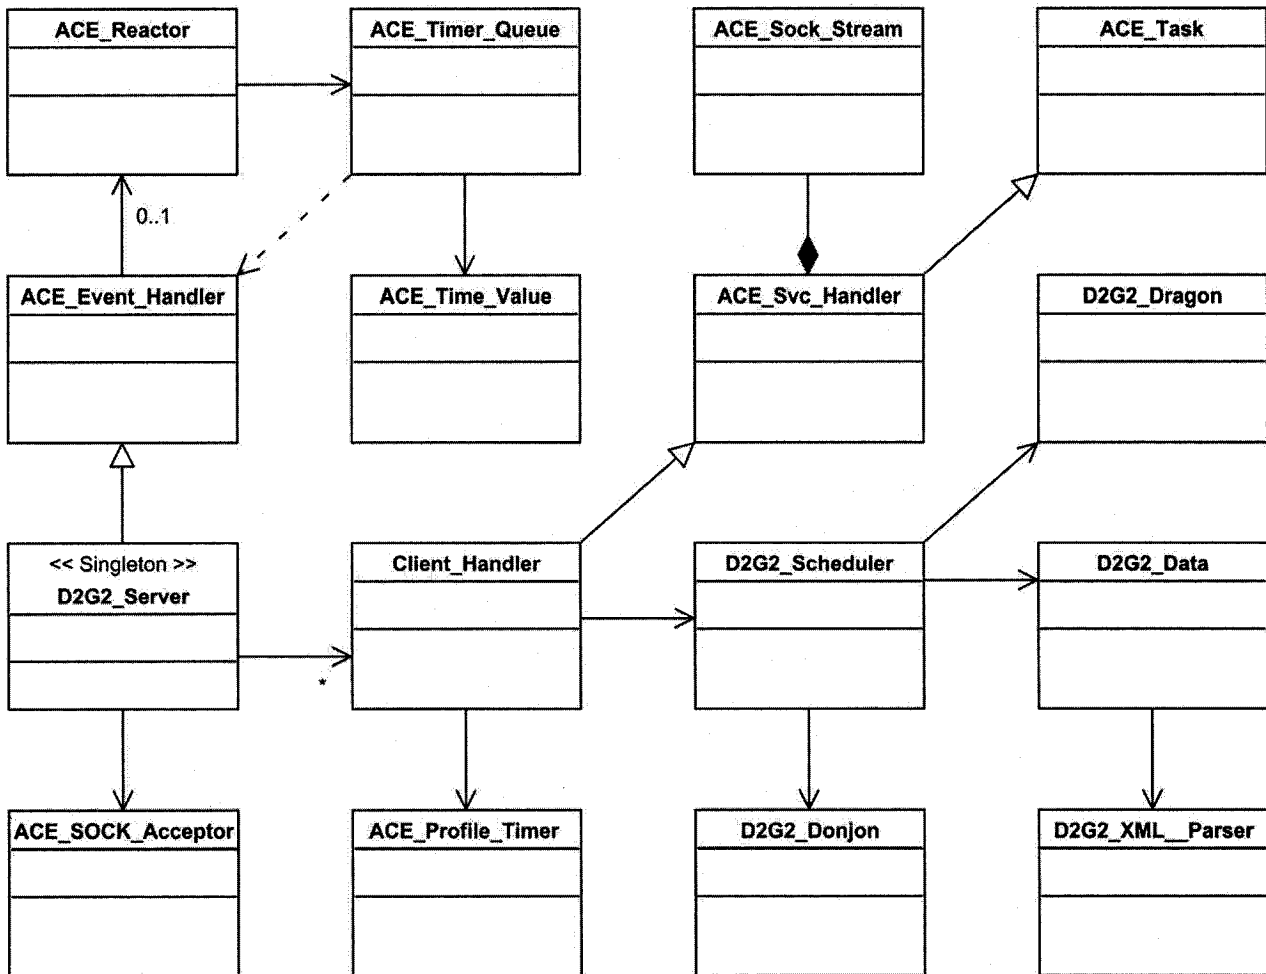 ACE_Reactor
ACE_Timer_Queue
ACE_Sock_Stream
ACE_Task
0..1
ACE_Event_Handler
ACE_Time_Value
ACE_Svc_Handler
D2G2_Dragon
<< Singleton >>
D2G2_Server
Client_Handler
D2G2_Scheduler
D2G2_Data
*
ACE_SOCK_Acceptor
ACE_Profile_Timer
D2G2_Donjon
D2G2_XML__Parser